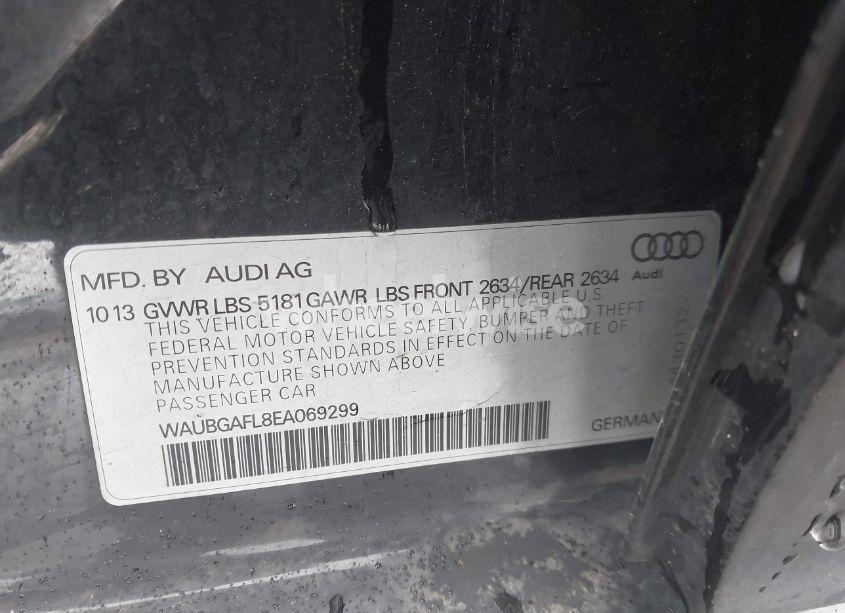 MFD. BY AUDI AG
Audi
10 13 GVWR LBS 5181 GAWR LBS FRONT 2634/REAR 2634
THIS VEHICLE CONFORMS TO ALL APPLICABLE U.S
FEDERAL MOTOR VEHICLE SAFETY, BUMPER AND THEFT
PREVENTION STANDARDS IN EFFECT ON THE DATE OF
MANUFACTURE SHOWN ABOVE
PASSENGER CAR
WAUBGAFL8EA069299
GERMAN